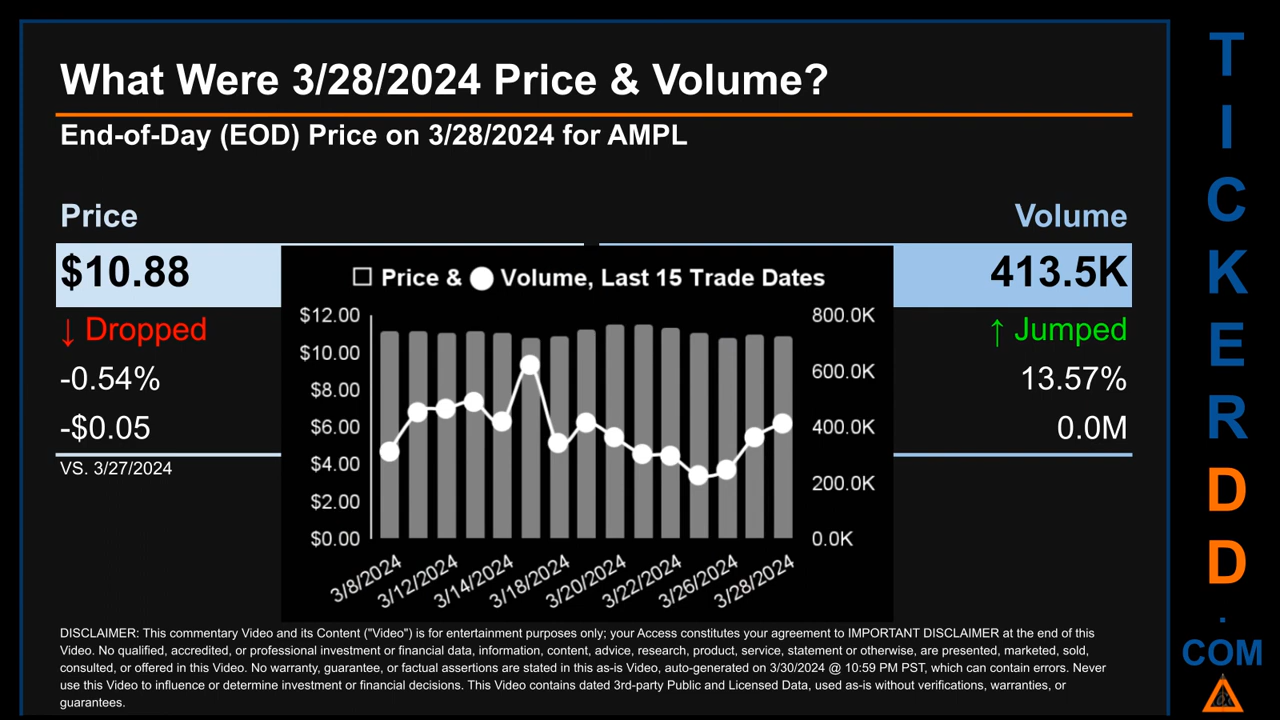 What Were 3/28/2024 Price & Volume?
End-of-Day (EOD) Price on 3/28/2024 for AMPL
Price
Volume
$10.88
413.5K
↓ Dropped
↑ Jumped
-0.54%
13.57%
-$0.05
0.0M
VS. 3/27/2024
Price & Volume, Last 15 Trade Dates
$12.00
$10.00
$8.00
$6.00
$4.00
$2.00
$0.00
800.0K
600.0K
400.0K
200.0K
0.0K
3/8/2024
3/12/2024
3/14/2024
3/18/2024
3/20/2024
3/22/2024
3/26/2024
3/28/2024
DISCLAIMER: This commentary Video and its Content ("Video") is for entertainment purposes only; your Access constitutes your agreement to IMPORTANT DISCLAIMER at the end of this
Video. No qualified, accredited, or professional investment or financial data, information, content, advice, research, product, service, statement or otherwise, are presented, marketed, sold,
consulted, or offered in this Video. No warranty, guarantee, or factual assertions are stated in this as-is Video, auto-generated on 3/30/2024 @ 10:59 PM PST, which can contain errors. Never
use this Video to influence or determine investment or financial decisions. This Video contains dated 3rd-party Public and Licensed Data, used as-is without verifications, warranties, or
guarantees.
T
I
C
K
E
R
D
D
.
COM